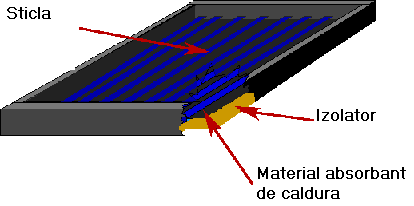 Sticla
Izolator
Material absorbant
de caldura